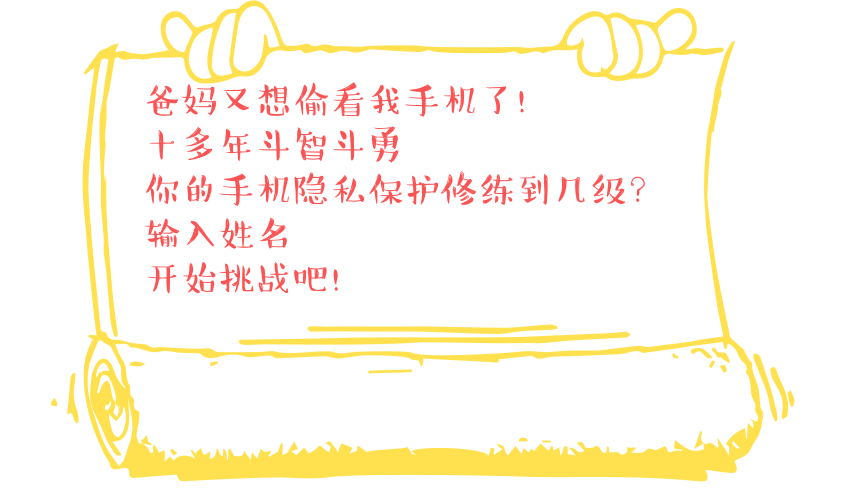 爸妈又想偷看我手机了!
十多年斗智斗勇
你的手机隐私保护修练到几级?
输入姓名
开始挑战吧!